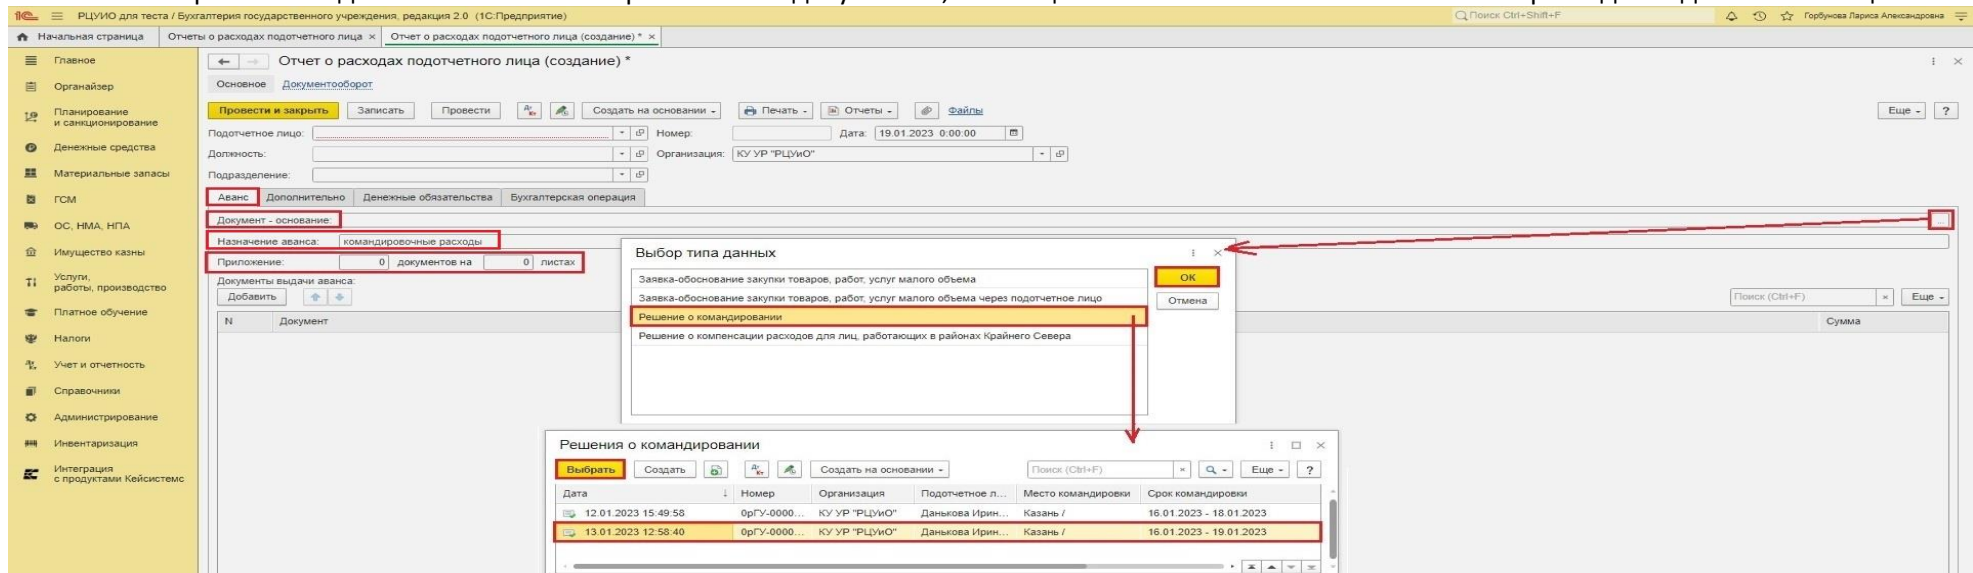 РЦУИО для теста / Бухгалтерия государственного учреждения, редакция 2.0 (1С:Предприятие) Поиск Ctrl+Shift+F Горбунова Лариса Александровна
Начальная страница Отчеты о расходах подотчетного лица × Отчет о расходах подотчетного лица (создание) * ×
Главное
Органайзер
Планирование
и санкционирование
Денежные средства
Материальные запасы
ГСМ
ОС, НМА, НПА
Имущество казны
Услуги,
работы, производство
Платное обучение
Налоги
Учет и отчетность
Справочники
Администрирование
Инвентаризация
Интеграция
с продуктами Кейсистемс
Отчет о расходах подотчетного лица (создание) *
Основное Документооборот
Провести и закрыть Записать Провести Создать на основании Печать Отчеты Файлы Еще ?
Подотчетное лицо: Номер: Дата: 19.01.2023 0:00:00
Должность: Организация: КУ УР "РЦУиО"
Подразделение:
Аванс Дополнительно Денежные обязательства Бухгалтерская операция
Документ - основание: ...
Назначение аванса: командировочные расходы
Приложение: 0 документов на 0 листах
Документы выдачи аванса:
Добавить Поиск (Ctrl+F) × Еще
N Документ Сумма
Выбор типа данных
Заявка-обоснование закупки товаров, работ, услуг малого объема
Заявка-обоснование закупки товаров, работ, услуг малого объема через подотчетное лицо
Решение о командировании
Решение о компенсации расходов для лиц, работающих в районах Крайнего Севера
ОК
Отмена
Решения о командировании
Выбрать Создать Создать на основании Поиск (Ctrl+F) × Еще ?
Дата ↓ Номер Организация Подотчетное л... Место командировки Срок командировки
12.01.2023 15:49:58 0рГУ-0000... КУ УР "РЦУиО" Данькова Ирин... Казань / 16.01.2023 - 18.01.2023
13.01.2023 12:58:40 0рГУ-0000... КУ УР "РЦУиО" Данькова Ирин... Казань / 16.01.2023 - 19.01.2023